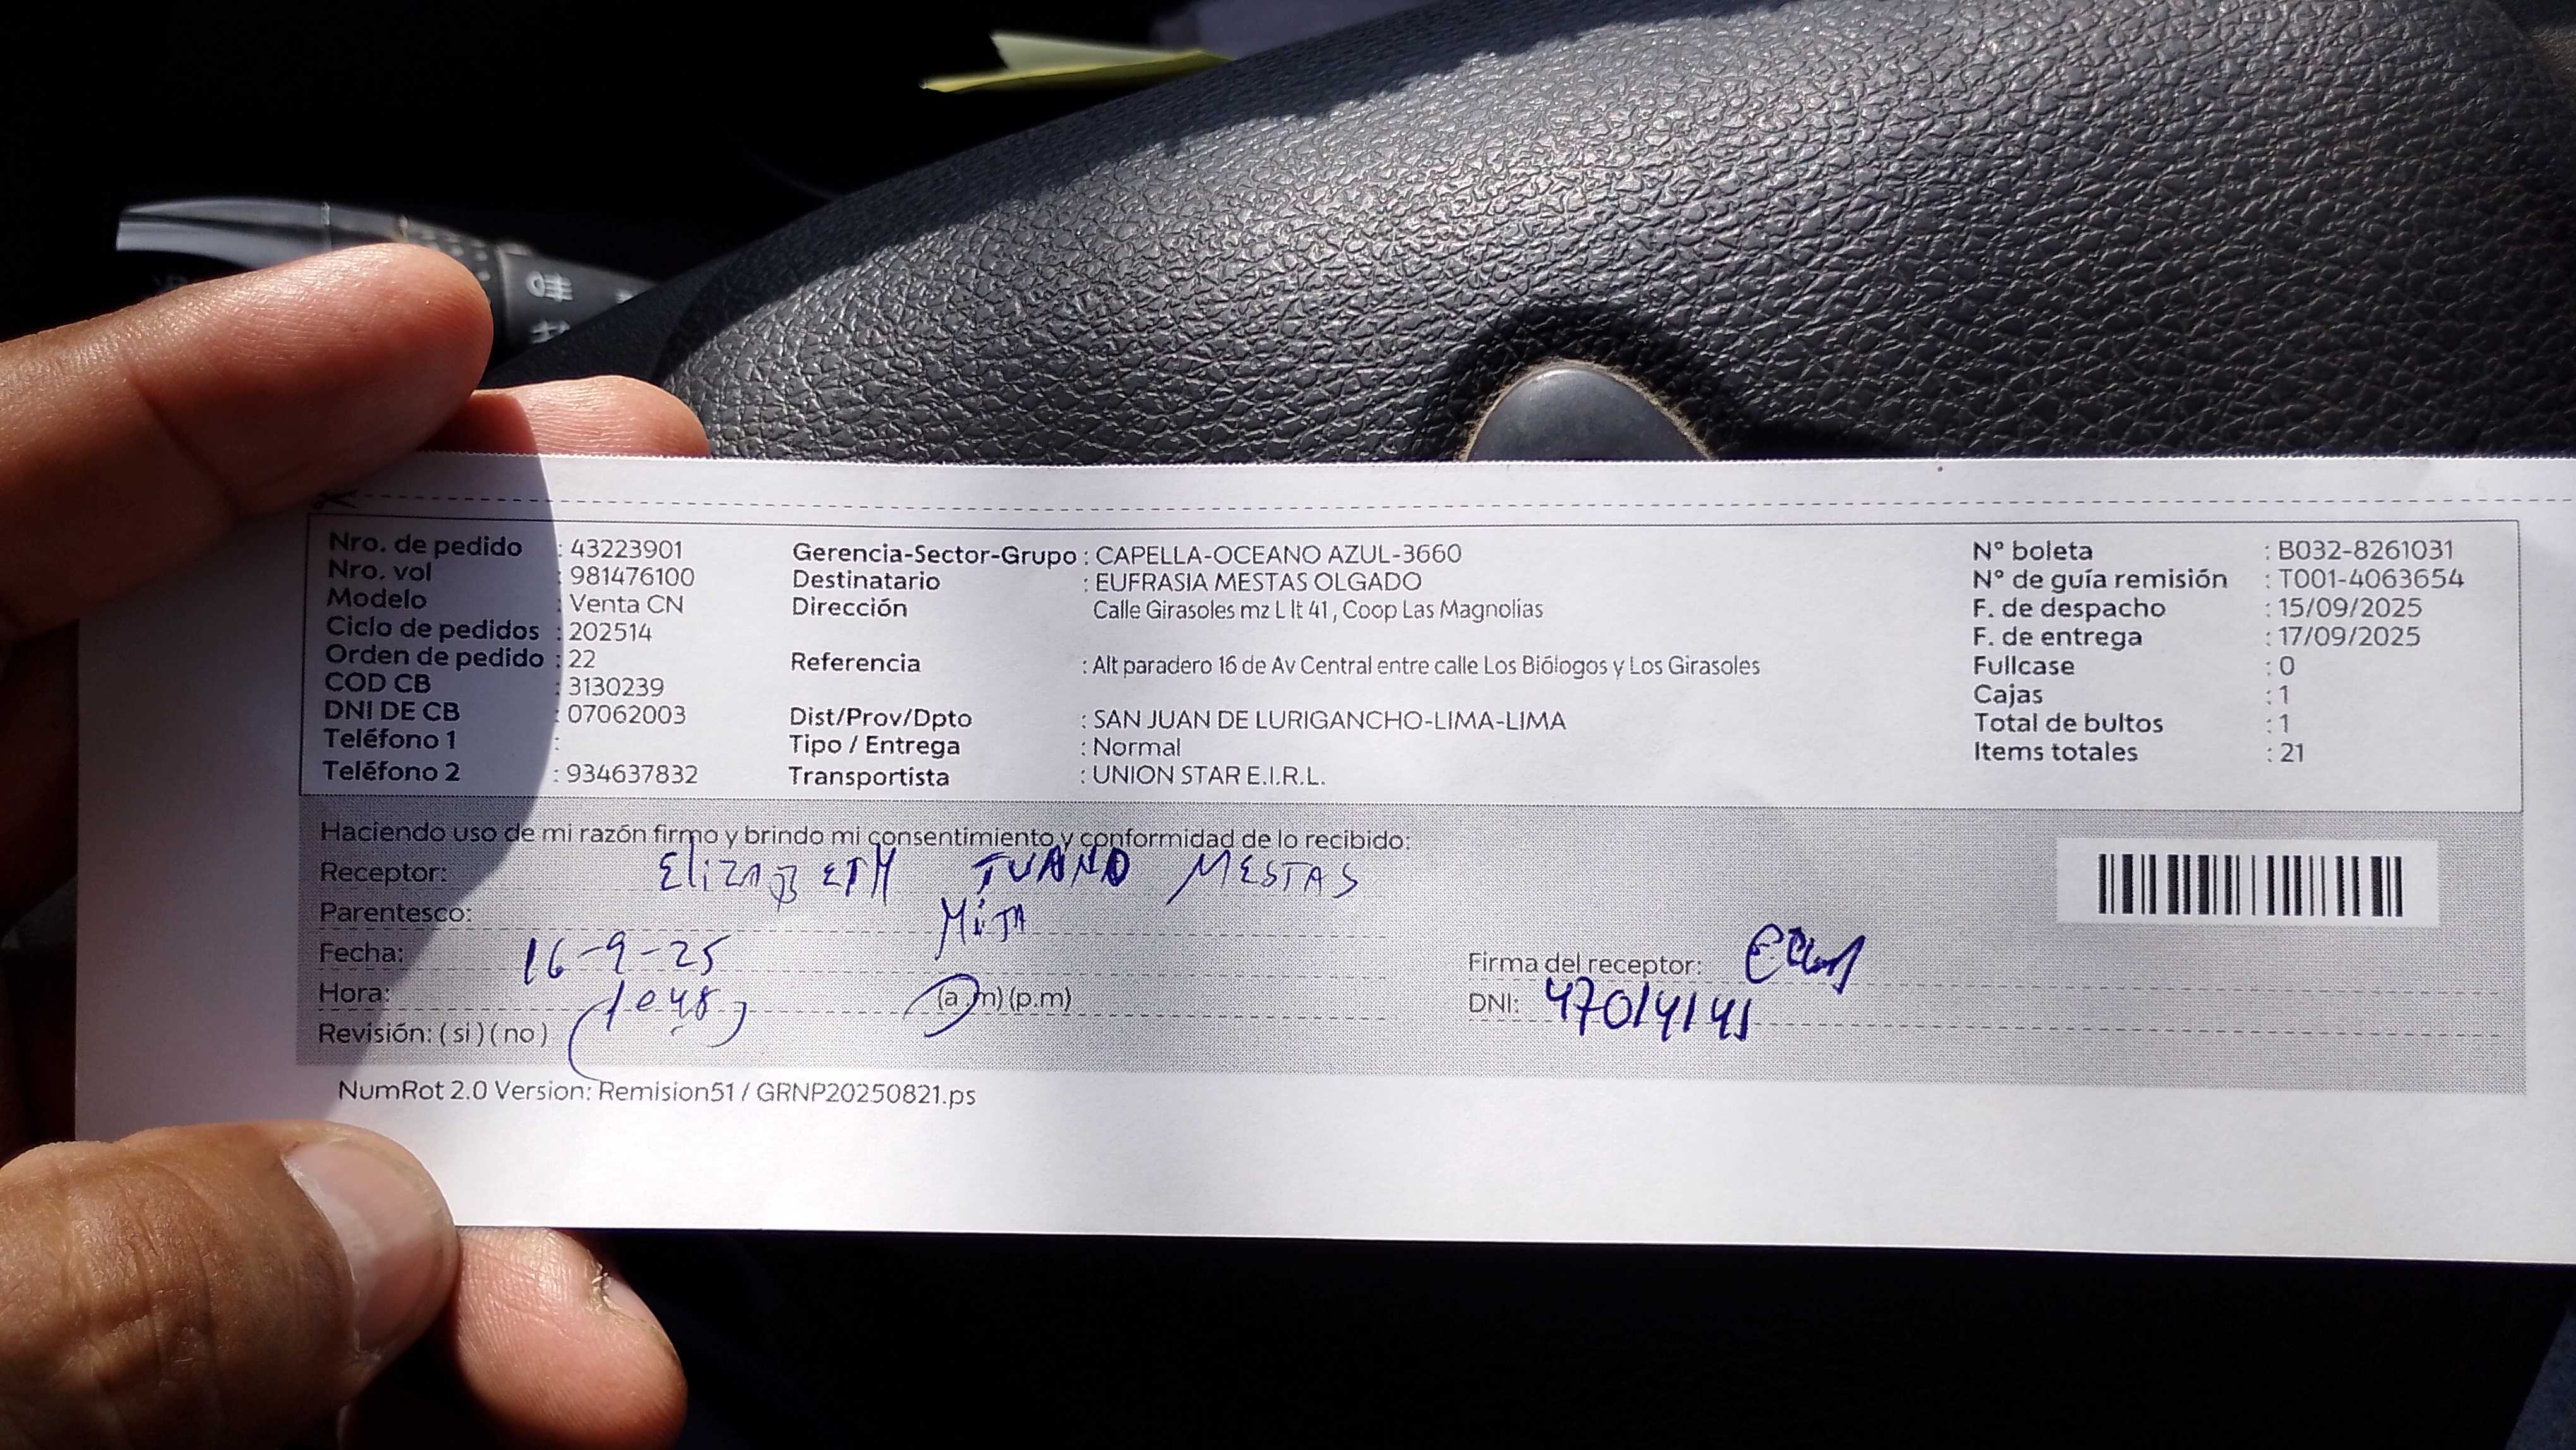 Nro. de pedido : 43223901
Nro. vol : 981476100
Modelo : Venta CN
Ciclo de pedidos : 202514
Orden de pedido : 22
COD CB : 3130239
DNI DE CB : 07062003
Teléfono 1 :
Teléfono 2 : 934637832
Gerencia-Sector-Grupo : CAPELLA-OCEANO AZUL-3660
Destinatario : EUFRASIA MESTAS OLGADO
Dirección Calle Girasoles mz L lt 41, Coop Las Magnolias
Referencia : Alt paradero 16 de Av Central entre calle Los Biólogos y Los Girasoles
Dist/Prov/Dpto : SAN JUAN DE LURIGANCHO-LIMA-LIMA
Tipo / Entrega : Normal
Transportista : UNION STAR E.I.R.L.
Nº boleta : B032-8261031
Nº de guía remisión : T001-4063654
F. de despacho : 15/09/2025
F. de entrega : 17/09/2025
Fullcase : 0
Cajas : 1
Total de bultos : 1
Items totales : 21
Haciendo uso de mi razón firmo y brindo mi consentimiento y conformidad de lo recibido:
Receptor: ElizABETH MESTAS
Parentesco: HiJA
Fecha: 16-9-25
Hora: 1048 (a.m) (p.m)
Revisión: ( si ) ( no )
Firma del receptor:
DNI: 47014141
NumRot 2.0 Version: Remision51 / GRNP20250821.ps